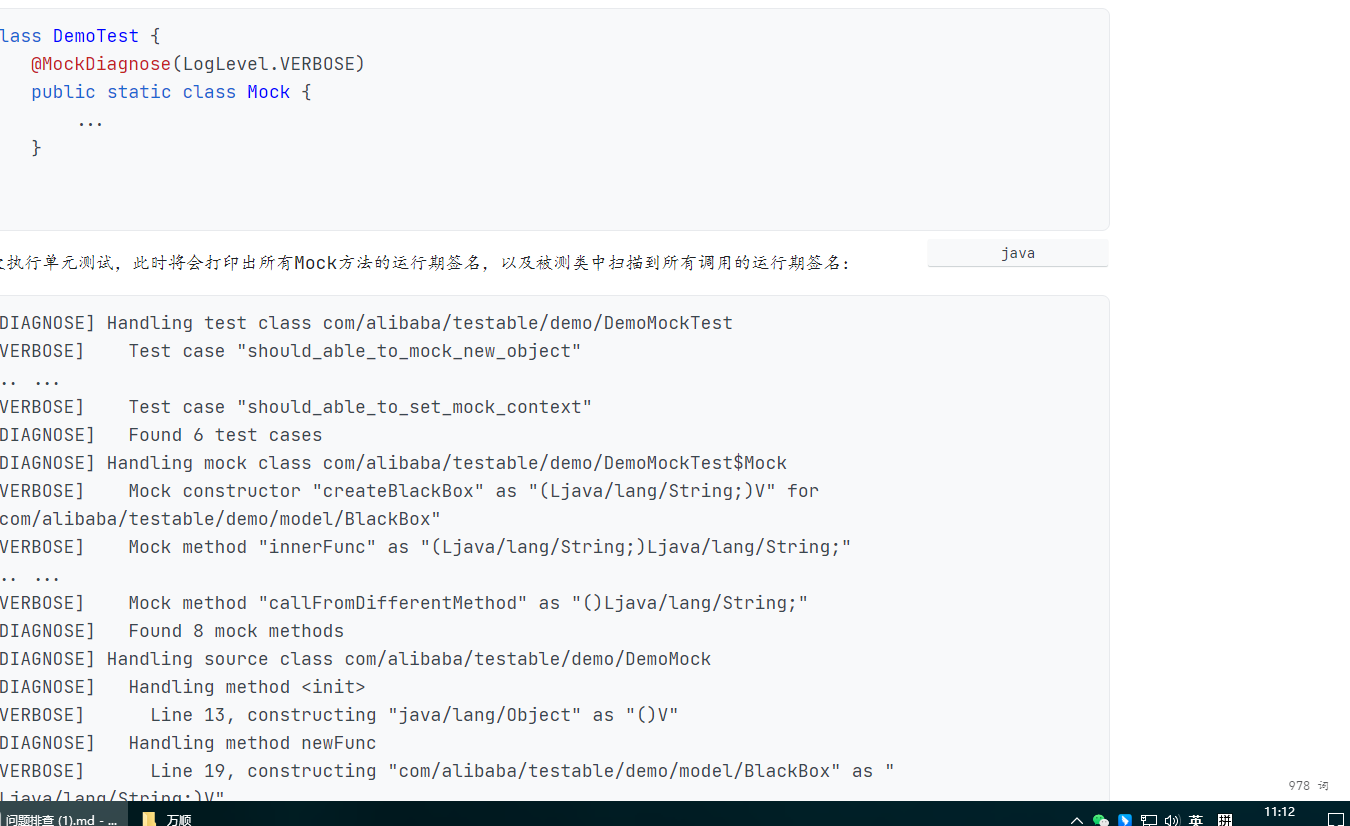 lass DemoTest {
@MockDiagnose(LogLevel.VERBOSE)
public static class Mock {
...
}
执行单元测试，此时将会打印出所有Mock方法的运行期签名，以及被测类中扫描到所有调用的运行期签名：
java
DIAGNOSE] Handling test class com/alibaba/testable/demo/DemoMockTest
VERBOSE] Test case "should_able_to_mock_new_object"
.. ...
VERBOSE] Test case "should_able_to_set_mock_context"
DIAGNOSE] Found 6 test cases
DIAGNOSE] Handling mock class com/alibaba/testable/demo/DemoMockTest$Mock
VERBOSE] Mock constructor "createBlackBox" as "(Ljava/lang/String;)V" for
com/alibaba/testable/demo/model/BlackBox"
VERBOSE] Mock method "innerFunc" as "(Ljava/lang/String;)Ljava/lang/String;"
.. ...
VERBOSE] Mock method "callFromDifferentMethod" as "()Ljava/lang/String;"
DIAGNOSE] Found 8 mock methods
DIAGNOSE] Handling source class com/alibaba/testable/demo/DemoMock
DIAGNOSE] Handling method <init>
VERBOSE] Line 13, constructing "java/lang/Object" as "()V"
DIAGNOSE] Handling method newFunc
VERBOSE] Line 19, constructing "com/alibaba/testable/demo/model/BlackBox" as "
Ljava/lang/String;)V"
978 词
问题排查 (1).md - ...
万顺
英
拼
11:12